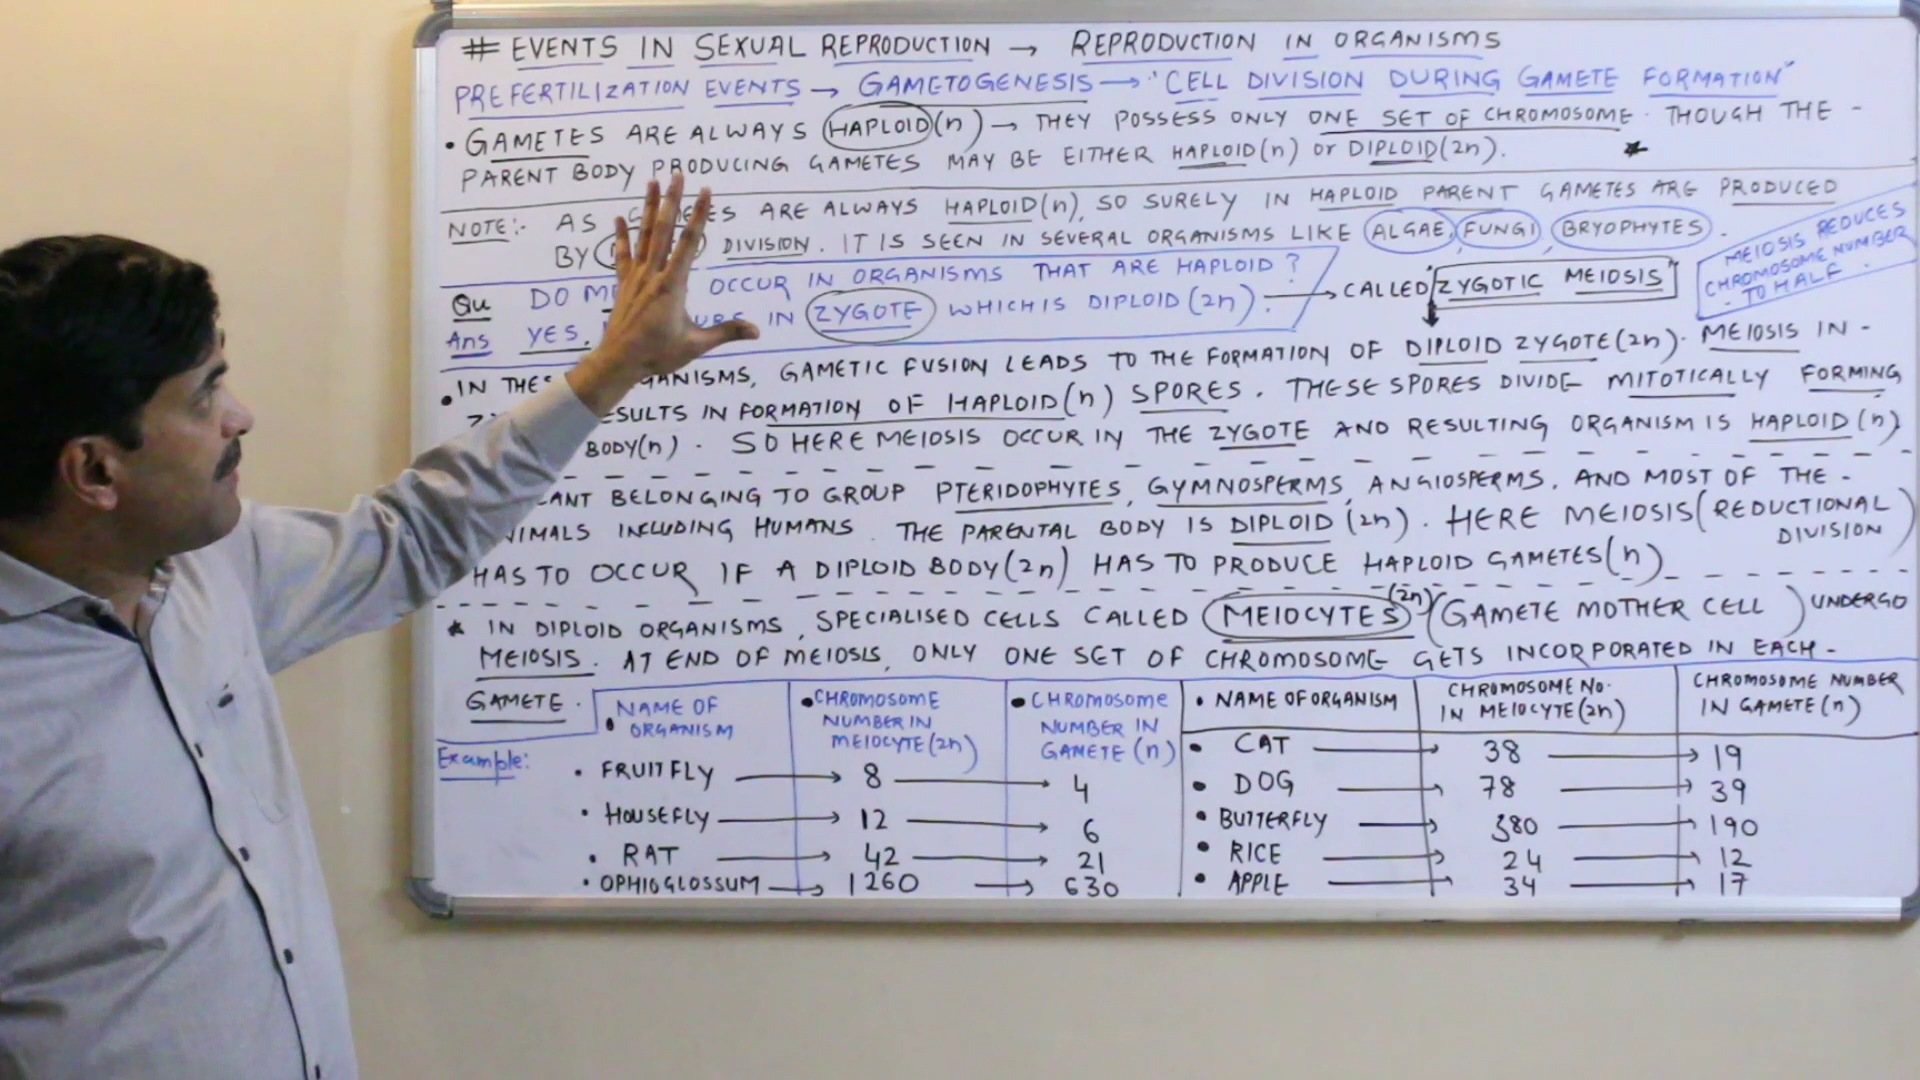 # EVENTS IN SEXUAL REPRODUCTION → REPRODUCTION IN ORGANISMS
PREFERTILIZATION EVENTS → GAMETOGENESIS → "CELL DIVISION DURING GAMETE FORMATION"
• GAMETES ARE ALWAYS HAPLOID (n) → THEY POSSESS ONLY ONE SET OF CHROMOSOME. THOUGH THE -
PARENT BODY PRODUCING GAMETES MAY BE EITHER HAPLOID(n) or DIPLOID(2n). ★
NOTE:- AS GAMETES ARE ALWAYS HAPLOID(n), SO SURELY IN HAPLOID PARENT GAMETES ARE PRODUCED
BY DIVISION. IT IS SEEN IN SEVERAL ORGANISMS LIKE ALGAE, FUNGI, BRYOPHYTES.
MEIOSIS REDUCES
CHROMOSOME NUMBER
- TO HALF.
Qu DO OCCUR IN ORGANISMS THAT ARE HAPLOID?
Ans YES, IN ZYGOTE WHICH IS DIPLOID (2n). → CALLED "ZYGOTIC MEIOSIS"
• IN THESE ORGANISMS, GAMETIC FUSION LEADS TO THE FORMATION OF DIPLOID ZYGOTE(2n). MEIOSIS IN -
RESULTS IN FORMATION OF HAPLOID(n) SPORES. THESE SPORES DIVIDE MITOTICALLY FORMING
BODY(n). SO HERE MEIOSIS OCCUR IN THE ZYGOTE AND RESULTING ORGANISM IS HAPLOID(n)
BELONGING TO GROUP PTERIDOPHYTES, GYMNOSPERMS, ANGIOSPERMS, AND MOST OF THE -
ANIMALS INCLUDING HUMANS. THE PARENTAL BODY IS DIPLOID (2n). HERE MEIOSIS (REDUCTIONAL DIVISION)
HAS TO OCCUR IF A DIPLOID BODY(2n) HAS TO PRODUCE HAPLOID GAMETES(n)
★ IN DIPLOID ORGANISMS, SPECIALISED CELLS CALLED MEIOCYTES (2n) (GAMETE MOTHER CELL) UNDERGO
MEIOSIS. AT END OF MEIOSIS, ONLY ONE SET OF CHROMOSOME GETS INCORPORATED IN EACH -
GAMETE.
Example:
• NAME OF ORGANISM • CHROMOSOME NUMBER IN MEIOCYTE(2n) • CHROMOSOME NUMBER IN GAMETE (n)
• FRUITFLY → 8 → 4
• HOUSEFLY → 12 → 6
• RAT → 42 → 21
• OPHIOGLOSSUM → 1260 → 630
• NAME OF ORGANISM CHROMOSOME NO. IN MEIOCYTE(2n) CHROMOSOME NUMBER IN GAMETE(n)
• CAT → 38 → 19
• DOG → 78 → 39
• BUTTERFLY → 380 → 190
• RICE → 24 → 12
• APPLE → 34 → 17